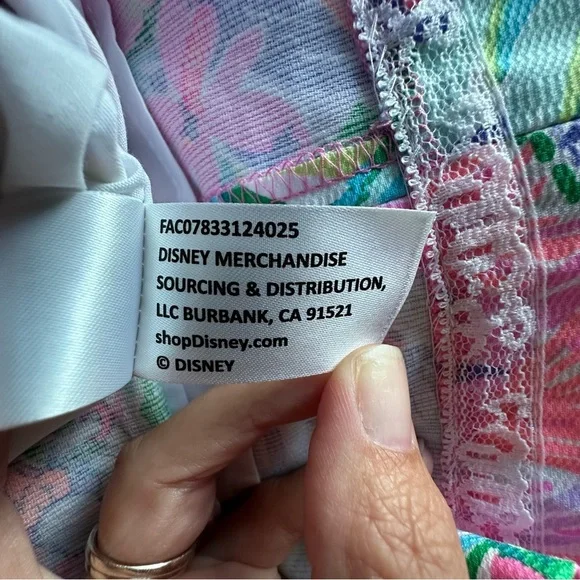 FAC07833124025
DISNEY MERCHANDISE
SOURCING & DISTRIBUTION,
LLC BURBANK, CA 91521
shopDisney.com
© DISNEY